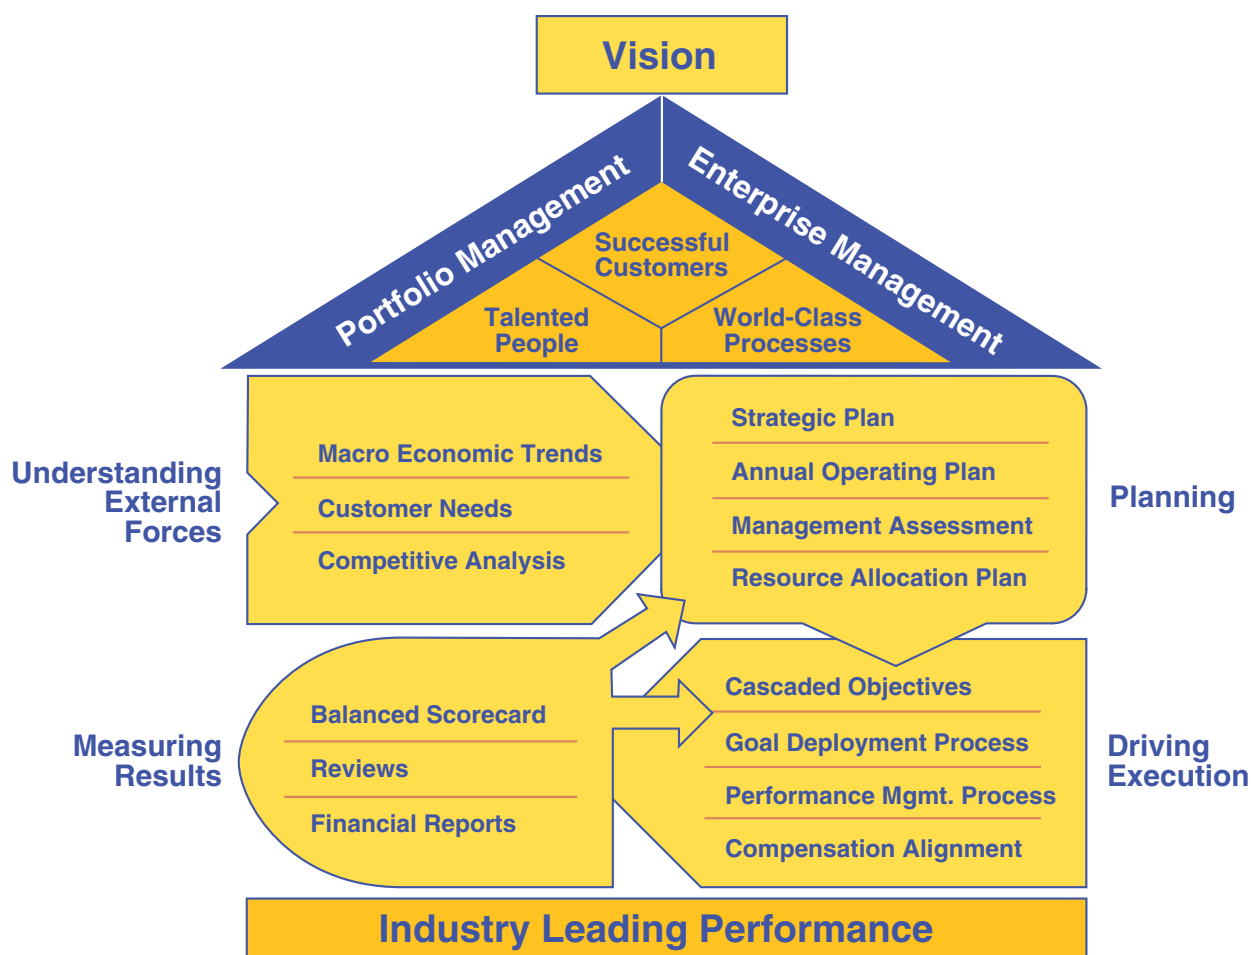 Vision
Portfolio Management
Enterprise Management
Successful
Customers
Talented
People
World-Class
Processes
Understanding
External
Forces
Macro Economic Trends
Customer Needs
Competitive Analysis
Strategic Plan
Annual Operating Plan
Management Assessment
Resource Allocation Plan
Planning
Measuring
Results
Balanced Scorecard
Reviews
Financial Reports
Cascaded Objectives
Goal Deployment Process
Performance Mgmt. Process
Compensation Alignment
Driving
Execution
Industry Leading Performance